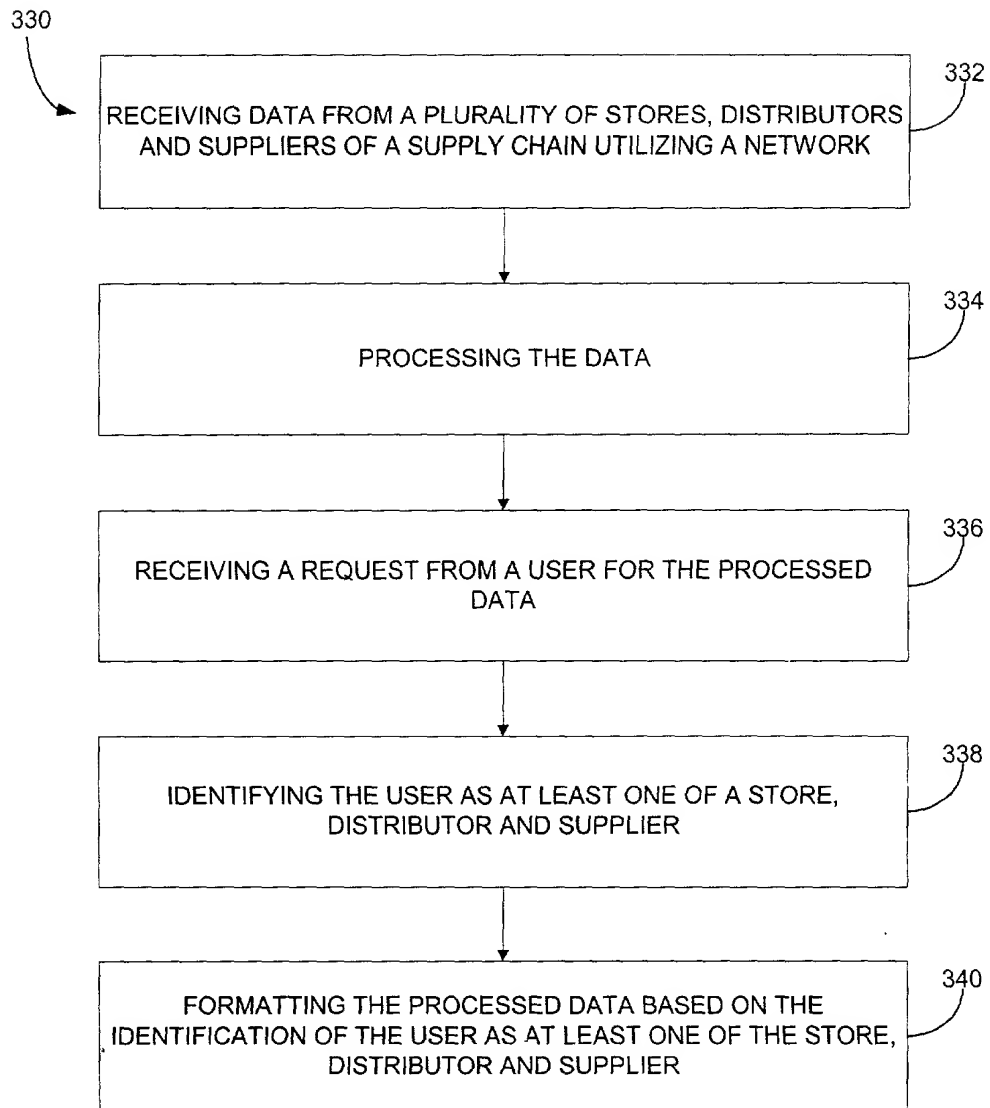 330
332
RECEIVING DATA FROM A PLURALITY OF STORES, DISTRIBUTORS
AND SUPPLIERS OF A SUPPLY CHAIN UTILIZING A NETWORK
334
PROCESSING THE DATA
336
RECEIVING A REQUEST FROM A USER FOR THE PROCESSED
DATA
338
IDENTIFYING THE USER AS AT LEAST ONE OF A STORE,
DISTRIBUTOR AND SUPPLIER
340
FORMATTING THE PROCESSED DATA BASED ON THE
IDENTIFICATION OF THE USER AS AT LEAST ONE OF THE STORE,
DISTRIBUTOR AND SUPPLIER